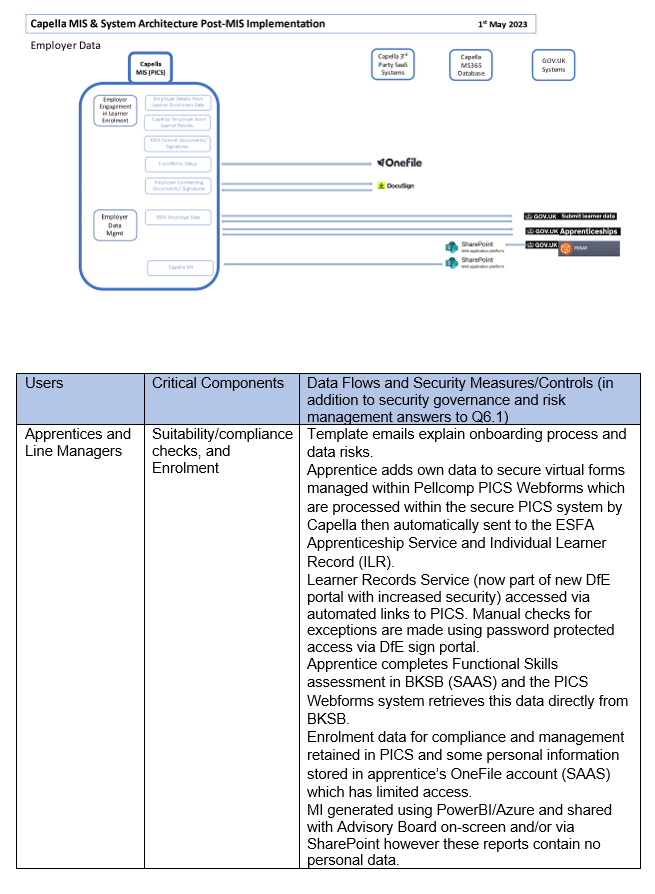 Capella MIS & System Architecture Post-MIS Implementation
1st May 2023
Employer Data
Capella
MIS (PICS)
Capella 3rd
Party SaaS
Systems
Capella
MS365
Database
GOV.UK
Systems
Employer
Engagement
in Learner
Enrolment
Employer Details from
Learner Enrolment Data
Capella/ Employer Joint
Learner Review
ESFA Formal Documents/
Signatures
E-portfolio Setup
Onefile
Employer Contracting
Documents/ Signatures
DocuSign
Employer
Data
Mgmt
ESFA Employer Data
GOV.UK Submit learner data
GOV.UK Apprenticeships
SharePoint
Web application platform
GOV.UK
Capella MI
SharePoint
Web application platform
Users
Critical Components
Data Flows and Security Measures/Controls (in
addition to security governance and risk
management answers to Q6.1)
Apprentices and
Line Managers
Suitability/compliance
checks, and
Enrolment
Template emails explain onboarding process and
data risks.
Apprentice adds own data to secure virtual forms
managed within Pellcomp PICS Webforms which
are processed within the secure PICS system by
Capella then automatically sent to the ESFA
Apprenticeship Service and Individual Learner
Record (ILR).
Learner Records Service (now part of new DfE
portal with increased security) accessed via
automated links to PICS. Manual checks for
exceptions are made using password protected
access via DfE sign portal.
Apprentice completes Functional Skills
assessment in BKSB (SAAS) and the PICS
Webforms system retrieves this data directly from
BKSB.
Enrolment data for compliance and management
retained in PICS and some personal information
stored in apprentice's OneFile account (SAAS)
which has limited access.
MI generated using PowerBI/Azure and shared
with Advisory Board on-screen and/or via
SharePoint however these reports contain no
personal data.